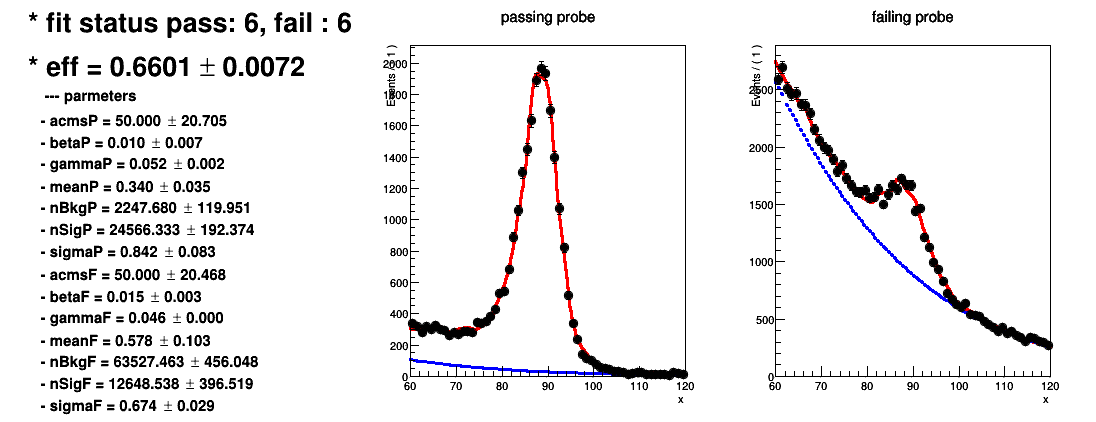 * fit status pass: 6, fail : 6
* eff = 0.6601 ± 0.0072
--- parmeters
- acmsP = 50.000 ± 20.705
- betaP = 0.010 ± 0.007
- gammaP = 0.052 ± 0.002
- meanP = 0.340 ± 0.035
- nBkgP = 2247.680 ± 119.951
- nSigP = 24566.333 ± 192.374
- sigmaP = 0.842 ± 0.083
- acmsF = 50.000 ± 20.468
- betaF = 0.015 ± 0.003
- gammaF = 0.046 ± 0.000
- meanF = 0.578 ± 0.103
- nBkgF = 63527.463 ± 456.048
- nSigF = 12648.538 ± 396.519
- sigmaF = 0.674 ± 0.029
passing probe
Events / ( 1 )
2000
1800
1600
1400
1200
1000
800
600
400
200
0
60 70 80 90 100 110 120
x
failing probe
Events / ( 1 )
2500
2000
1500
1000
500
0
60 70 80 90 100 110 120
x